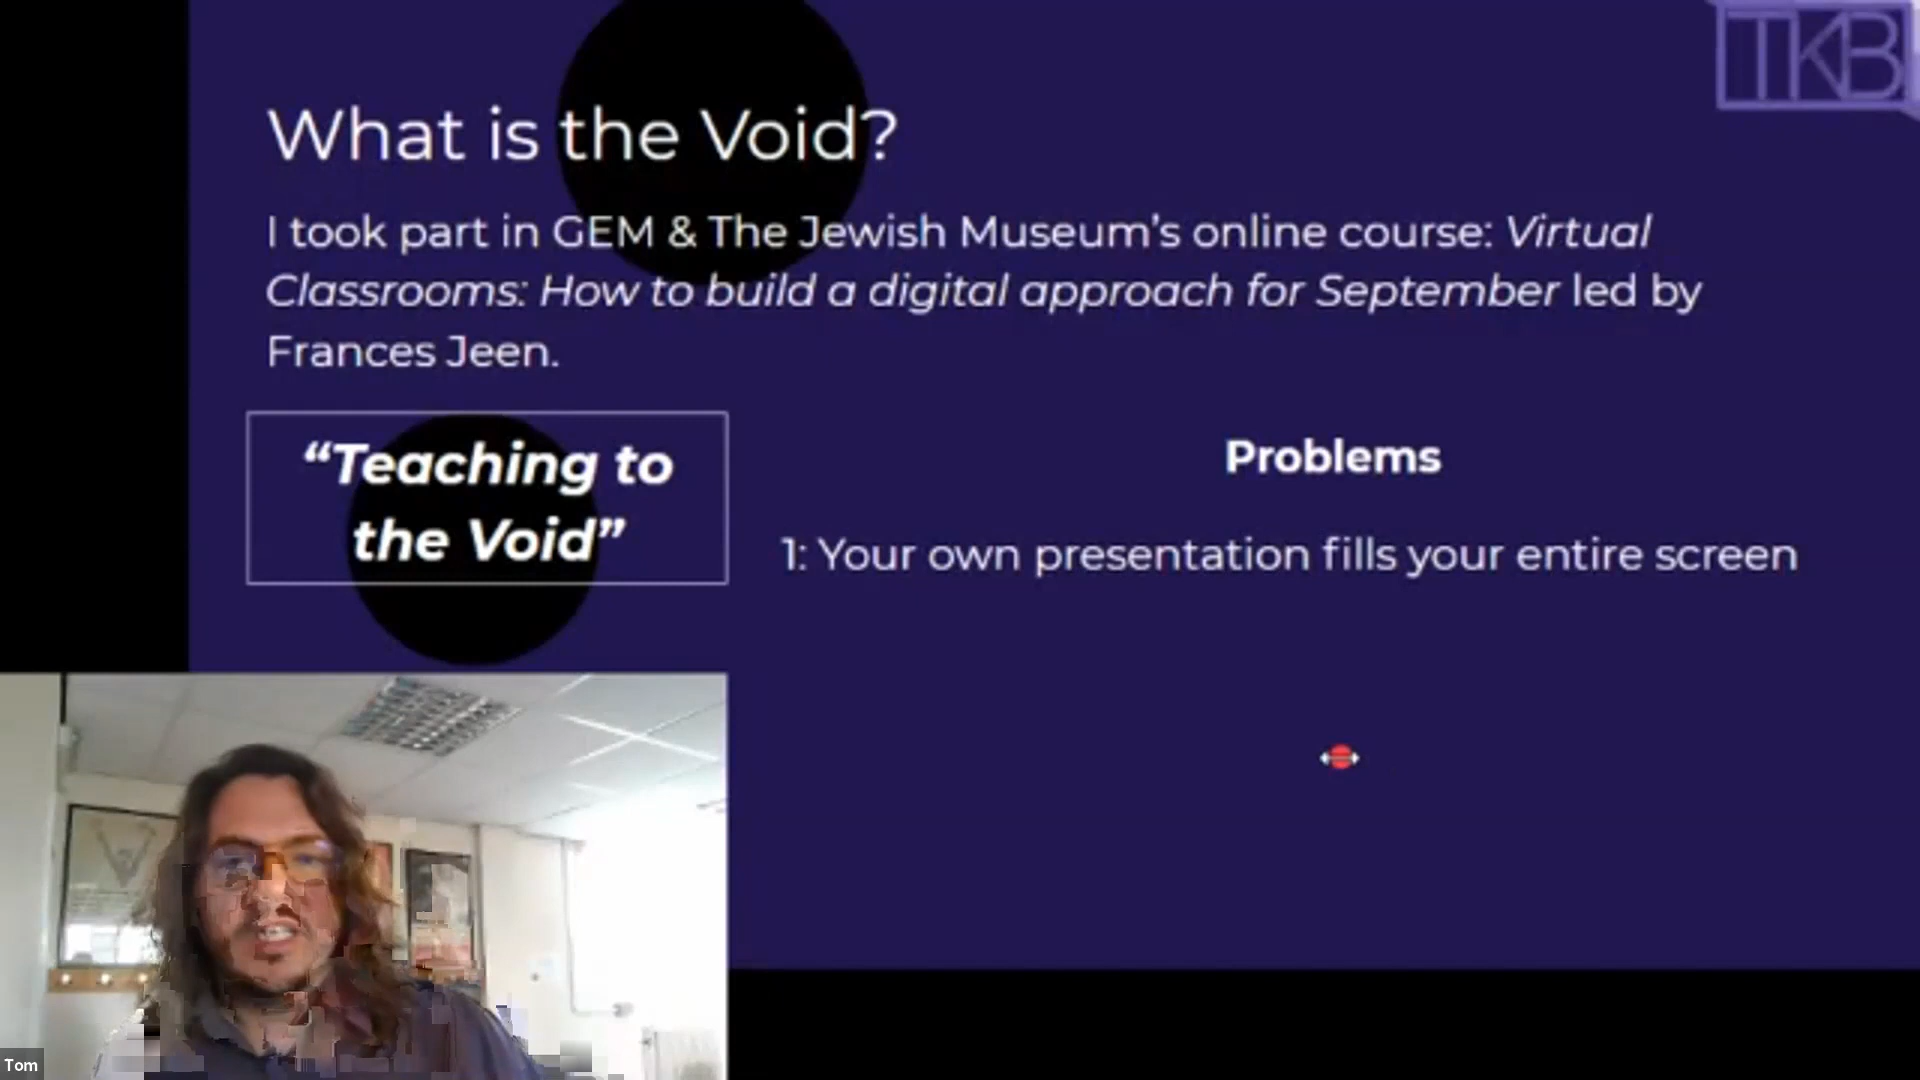 TKB
What is the Void?
I took part in GEM & The Jewish Museum's online course: Virtual
Classrooms: How to build a digital approach for September led by
Frances Jeen.
“Teaching to
the Void”
Problems
1: Your own presentation fills your entire screen
Tom